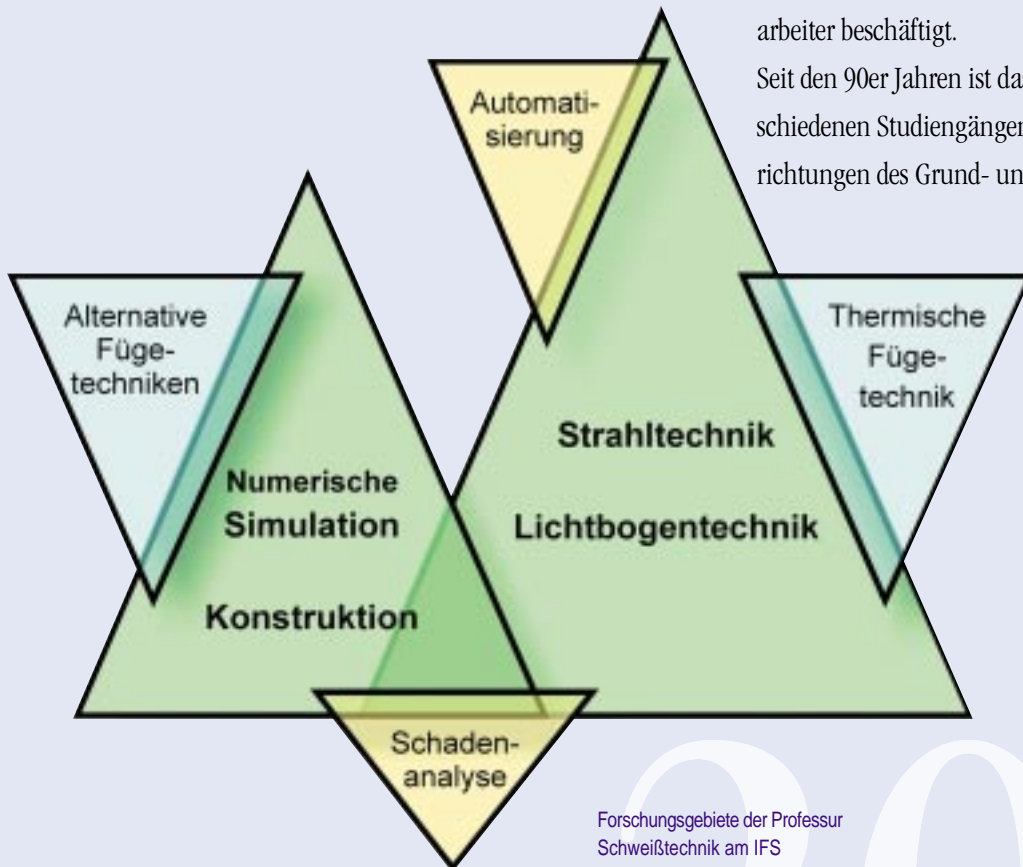 arbeiter beschäftigt.
Seit den 90er Jahren ist das
schiedenen Studiengängen
richtungen des Grund- un
Automati-
sierung
Alternative
Füge-
techniken
Thermische
Füge-
technik
Strahltechnik
Lichtbogentechnik
Numerische
Simulation
Konstruktion
Schaden-
analyse
Forschungsgebiete der Professur
Schweißtechnik am IFS